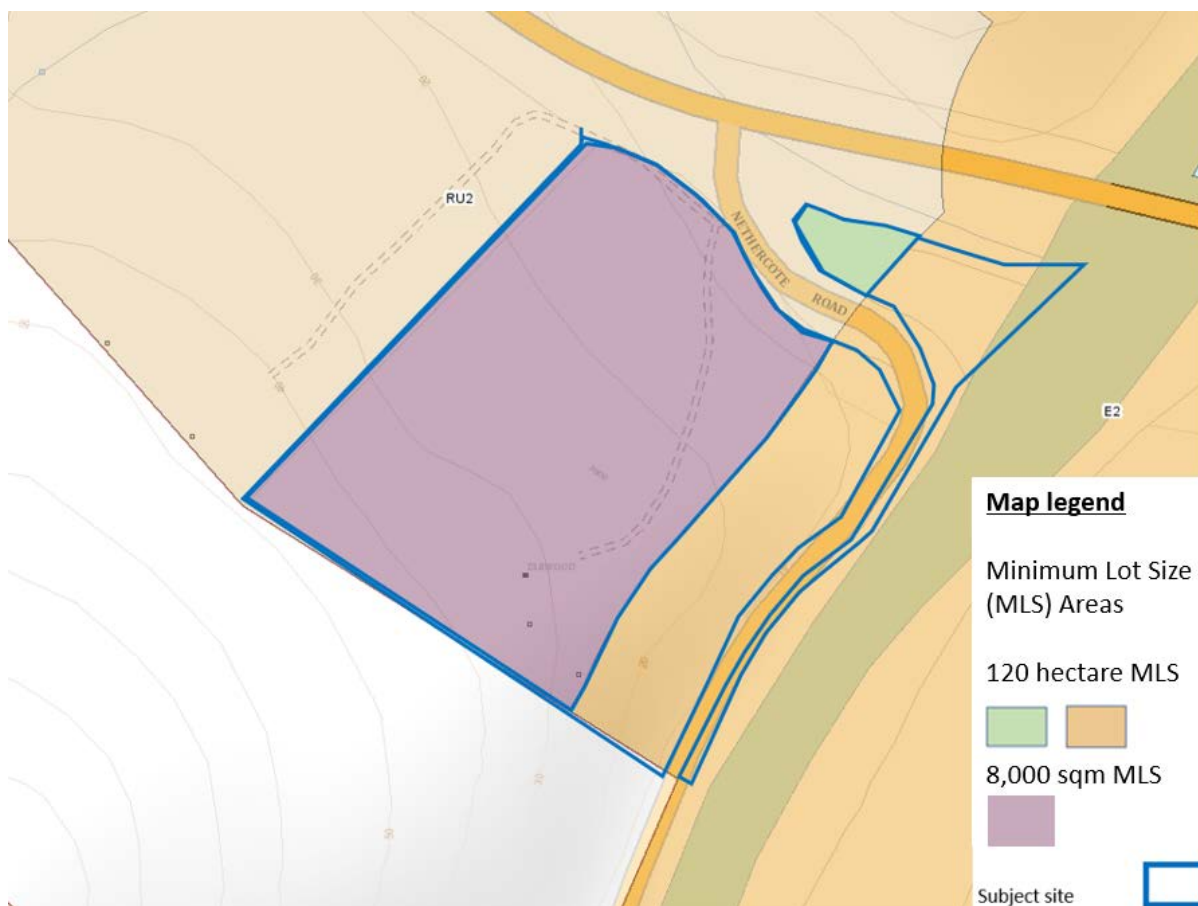 RU2
NETHERCOTE
ROAD
E2
Map legend
Minimum Lot Size
(MLS) Areas
120 hectare MLS
8,000 sqm MLS
Subject site